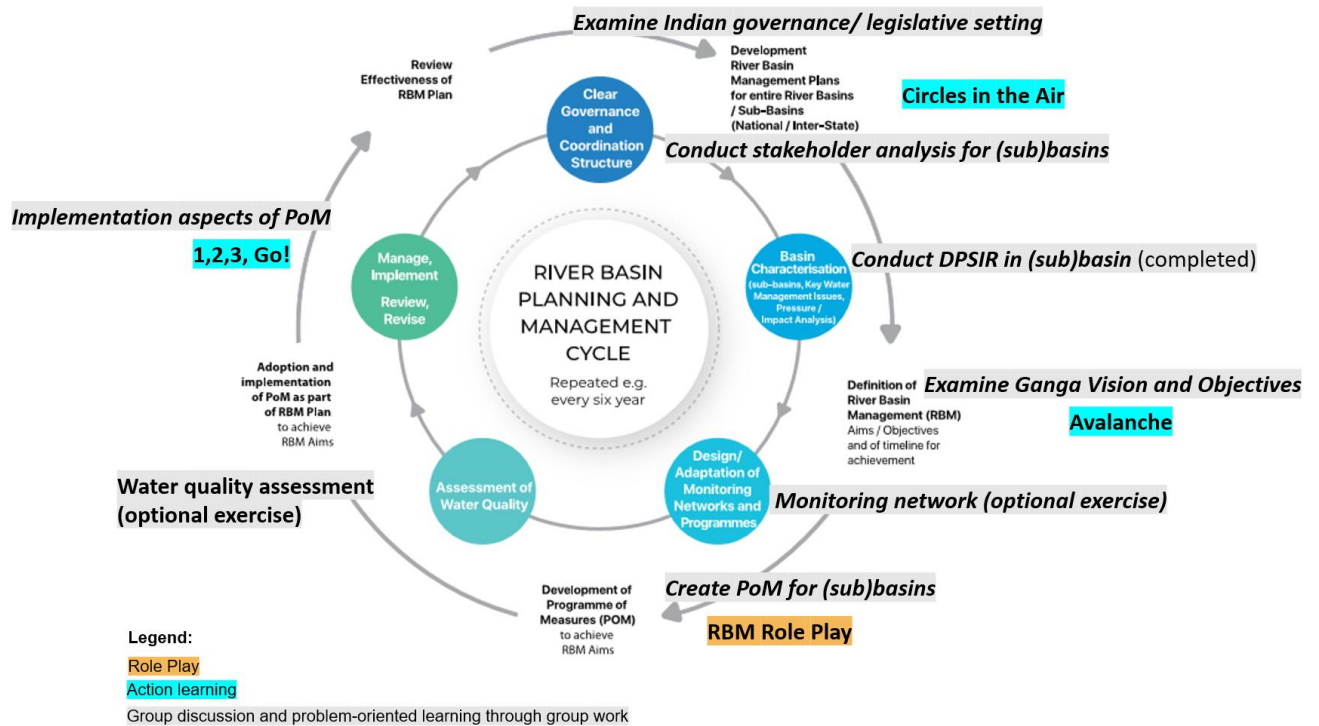 Examine Indian governance/ legislative setting
Review
Effectiveness of
RBM Plan
Development
River Basin
Management Plans
for entire River Basins
/ Sub-Basins
(National / Inter-State)
Circles in the Air
Clear
Governance
and
Coordination
Structure
Conduct stakeholder analysis for (sub)basins
Implementation aspects of PoM
1,2,3, Go!
Manage,
Implement
Review,
Revise
RIVER BASIN
PLANNING AND
MANAGEMENT
CYCLE
Repeated e.g.
every six year
Basin
Characterisation
(sub-basins, Key Water
Management Issues,
Pressure /
Impact Analysis)
Conduct DPSIR in (sub)basin (completed)
Adoption and
implementation
of PoM as part
of RBM Plan
to achieve
RBM Aims
Definition of
River Basin
Management (RBM)
Aims / Objectives
and of timeline for
achievement
Examine Ganga Vision and Objectives
Avalanche
Water quality assessment
(optional exercise)
Assessment of
Water Quality
Design/
Adaptation of
Monitoring
Networks and
Programmes
Monitoring network (optional exercise)
Development of
Programme of
Measures (POM)
to achieve
RBM Aims
Create PoM for (sub)basins
RBM Role Play
Legend:
Role Play
Action learning
Group discussion and problem-oriented learning through group work